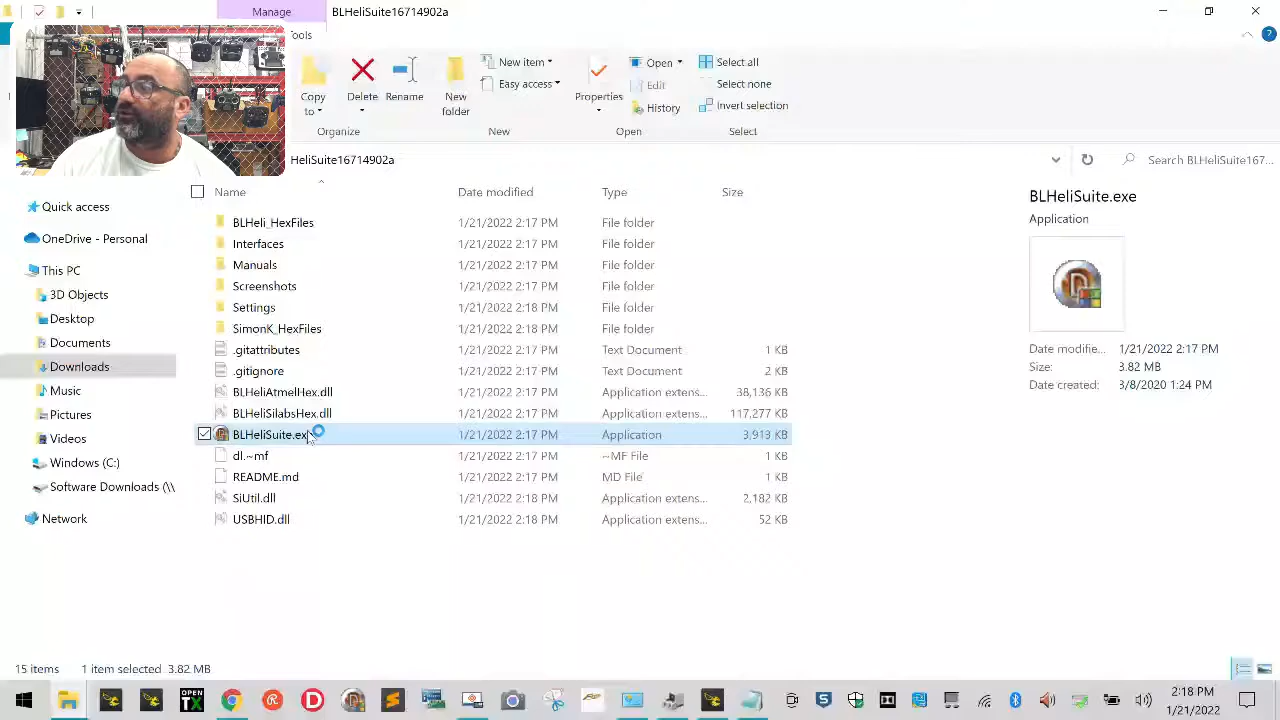 Manage
BLHeliSuite16714902a
ools
Copy to
Delete
Rename
New folder
New item
Easy access
Properties
Open
Edit
History
Select all
Select none
Invert selection
Organize
New
Open
Select
HeliSuite16714902a
Search BLHeliSuite167...
Quick access
OneDrive - Personal
This PC
3D Objects
Desktop
Documents
Downloads
Music
Pictures
Videos
Windows (C:)
Software Downloads (\\
Network
Name Date modified Type Size
BLHeli_HexFiles 1/21/2022 2:17 PM File folder
Interfaces 1/21/2022 2:17 PM File folder
Manuals 1/21/2022 2:17 PM File folder
Screenshots 1/21/2022 2:17 PM File folder
Settings 1/21/2022 2:18 PM File folder
SimonK_HexFiles 1/21/2022 2:18 PM File folder
.gitattributes 1/21/2022 2:17 PM Text Document 1 KB
.gitignore 1/21/2022 2:17 PM Text Document 2 KB
BLHeliAtmelHex.dll 1/21/2022 2:17 PM Application extens... 38,136 KB
BLHeliSilabsHex.dll 1/21/2022 2:17 PM Application extens... 117,277 KB
BLHeliSuite.ex 1/21/2022 2:17 PM Application 3,913 KB
dl.~mf 1/21/2022 2:17 PM ~MF File 1 KB
README.md 1/21/2022 2:17 PM MD File 1 KB
SiUtil.dll 1/21/2022 2:18 PM Application extens... 2,182 KB
USBHID.dll 1/21/2022 2:18 PM Application extens... 52 KB
BLHeliSuite.exe
Application
Date modifie... 1/21/2022 2:17 PM
Size: 3.82 MB
Date created: 3/8/2020 1:24 PM
15 items 1 item selected 3.82 MB
OPEN
TX
2:18 PM
1/21/2022